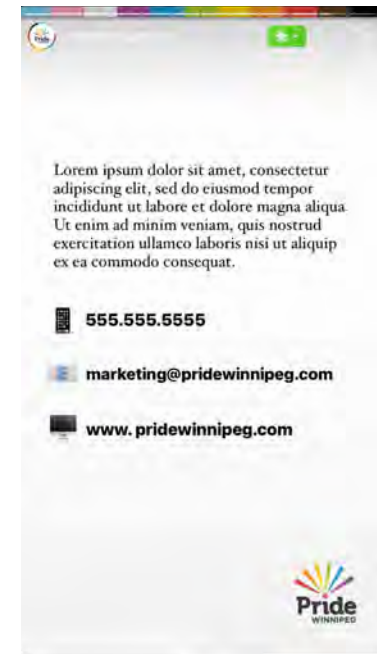 Pride
Lorem ipsum dolor sit amet, consectetur
adipiscing elit, sed do eiusmod tempor
incididunt ut labore et dolore magna aliqua
Ut enim ad minim veniam, quis nostrud
exercitation ullamco laboris nisi ut aliquip
ex ea commodo consequat.
555.555.5555
marketing@pridewinnipeg.com
www. pridewinnipeg.com
Pride
WINNIPEG